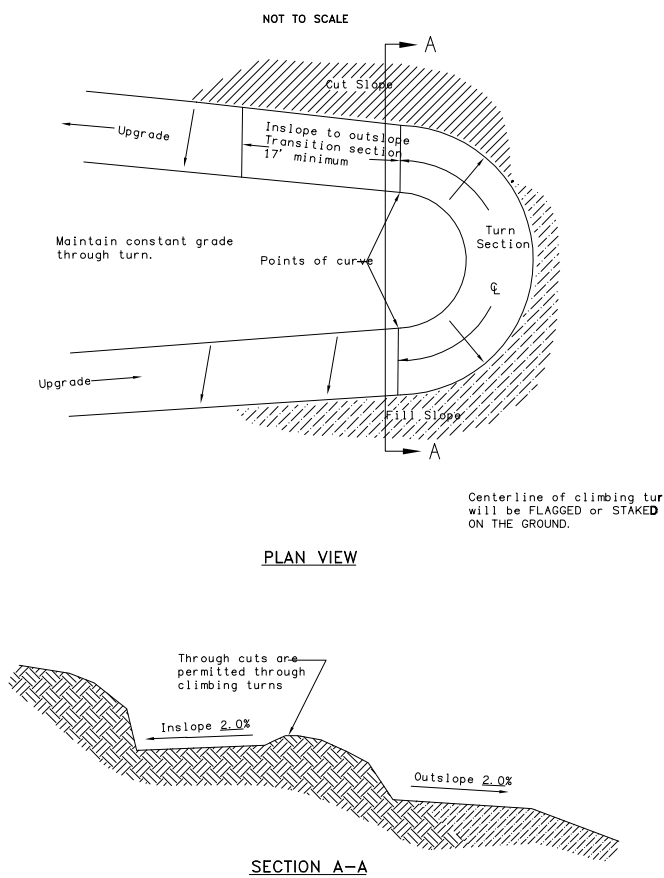 NOT TO SCALE
A
Cut Slope
Upgrade
Inslope to outslope
Transition section
17' minimum
Turn
Section
Maintain constant grade
through turn.
Points of curve
℄
Upgrade
Fill Slope
A
Centerline of climbing tur
will be FLAGGED or STAKED
ON THE GROUND.
PLAN VIEW
Through cuts are
permitted through
climbing turns
Inslope 2.0%
Outslope 2.0%
SECTION A-A